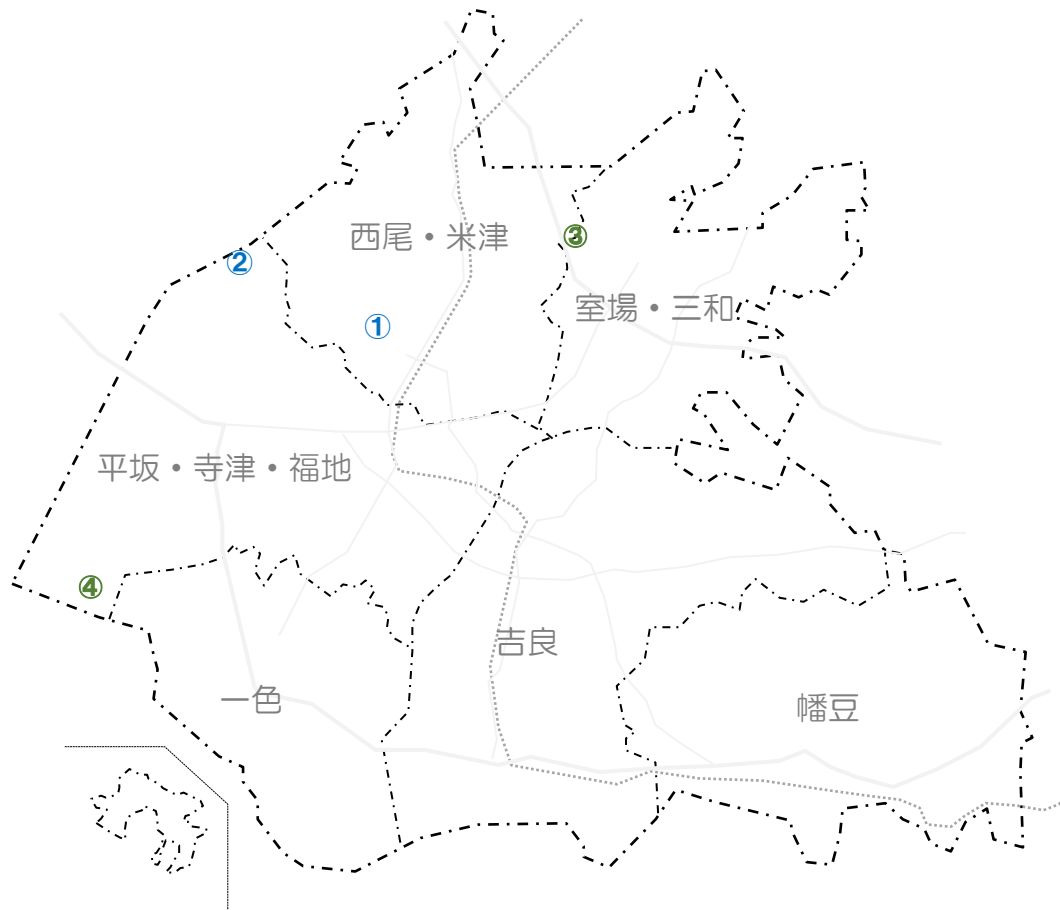 西尾・米津
③
②
室場・三和
①
平坂・寺津・福地
④
吉良
一色
幡豆